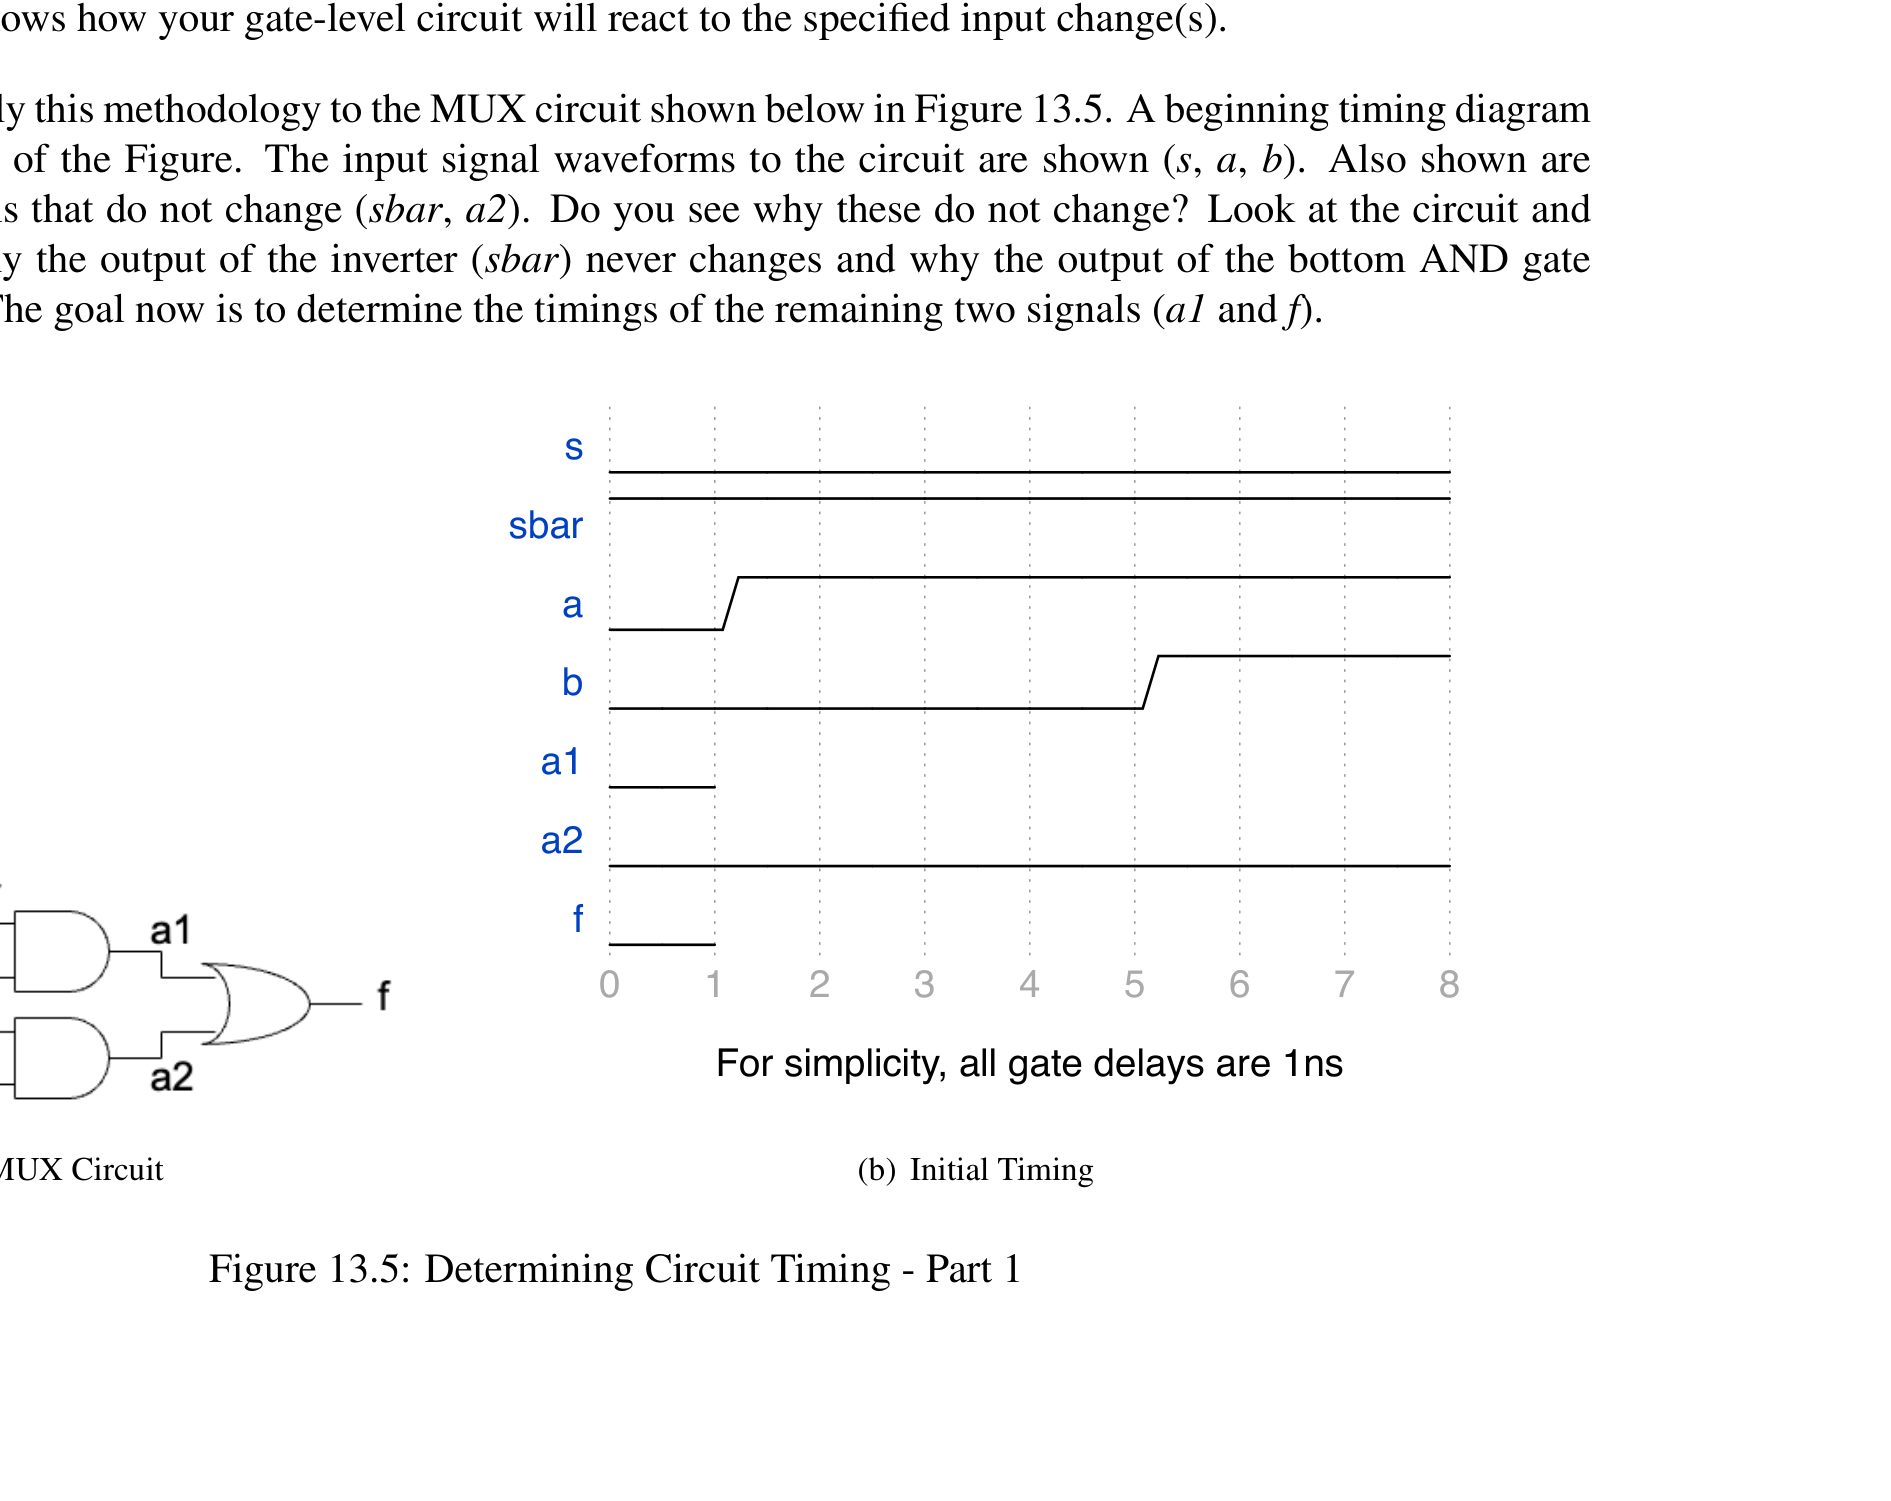 ows how your gate-level circuit will react to the specified input change(s).
ly this methodology to the MUX circuit shown below in Figure 13.5. A beginning timing diagram
of the Figure. The input signal waveforms to the circuit are shown (s, a, b). Also shown are
s that do not change (sbar, a2). Do you see why these do not change? Look at the circuit and
y the output of the inverter (sbar) never changes and why the output of the bottom AND gate
The goal now is to determine the timings of the remaining two signals (a1 and f).
s
sbar
a
b
a1
a2
f
0 1 2 3 4 5 6 7 8
For simplicity, all gate delays are 1ns
a1
f
a2
MUX Circuit
(b) Initial Timing
Figure 13.5: Determining Circuit Timing - Part 1